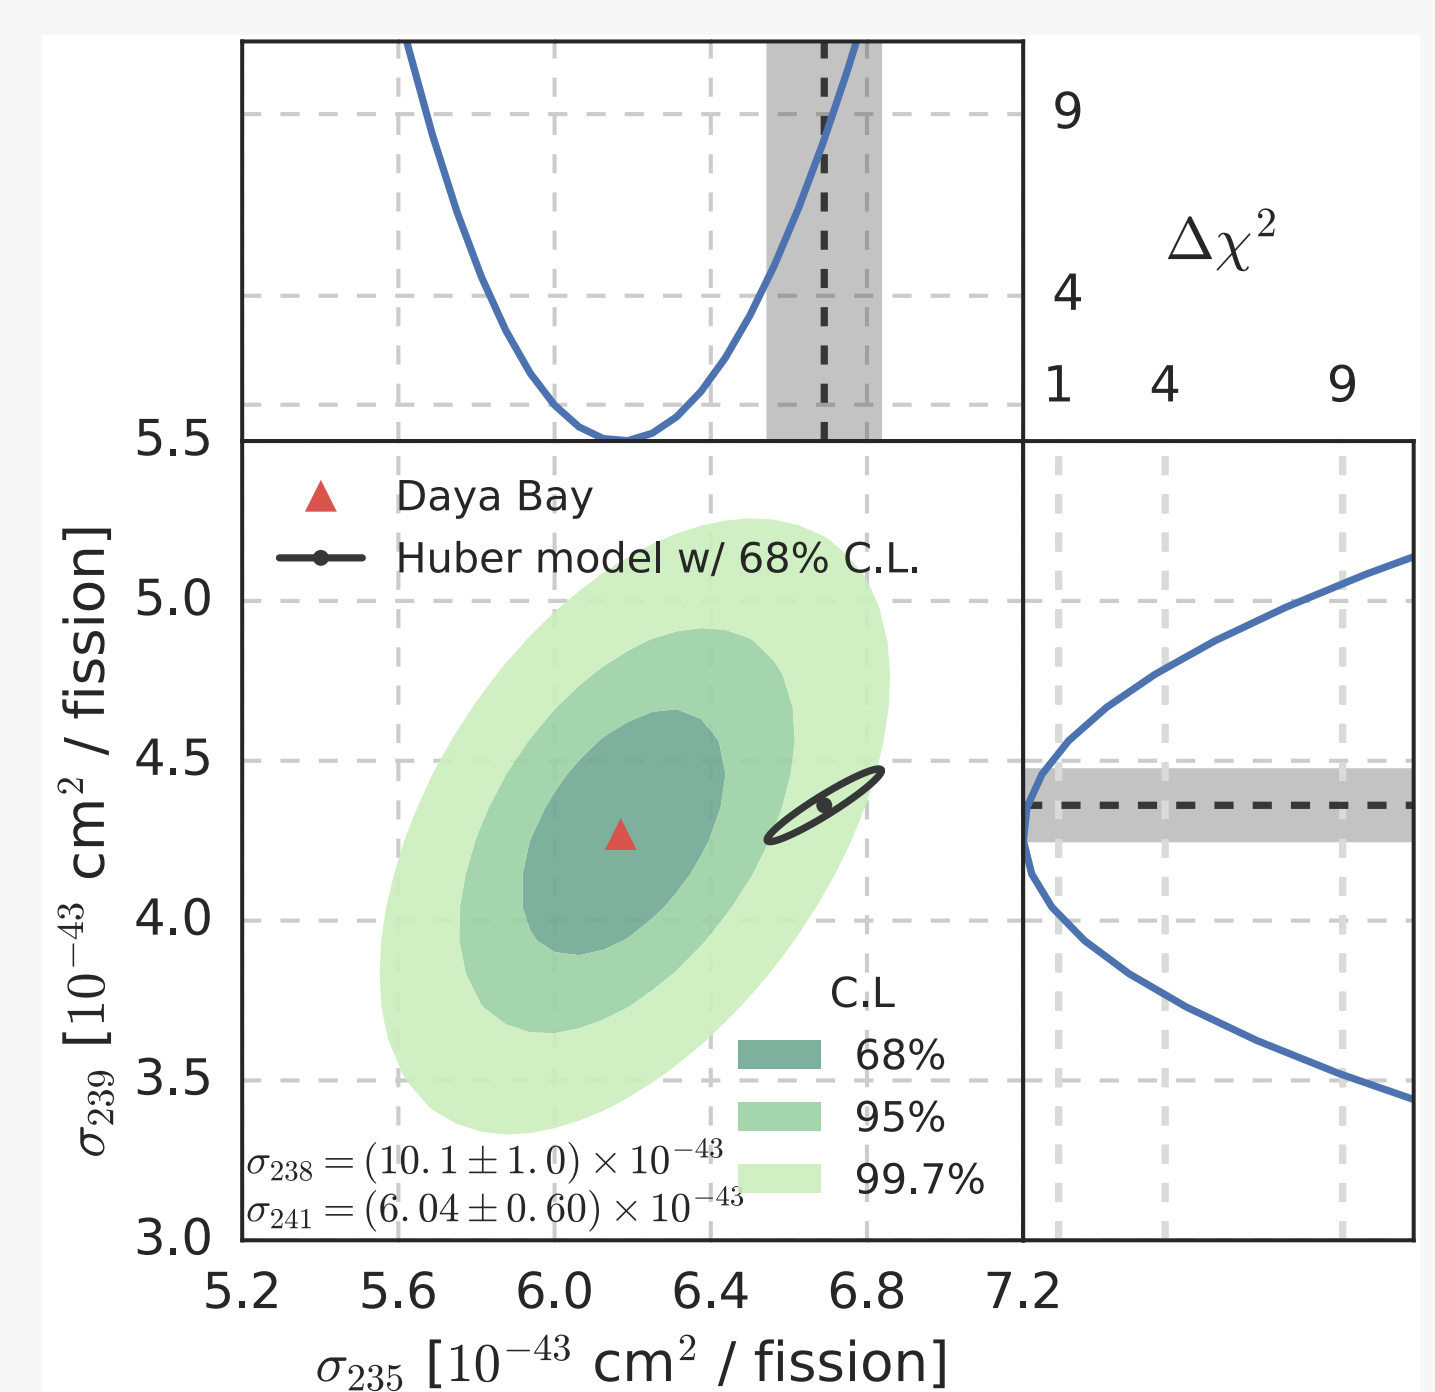 9
Δχ²
4
1 4 9
5.5
Daya Bay
Huber model w/ 68% C.L.
5.0
4.5
4.0
3.5
3.0
σ₂₃₉ [10⁻⁴³ cm² / fission]
C.L
68%
95%
99.7%
σ₂₃₈ = (10.1 ± 1.0) × 10⁻⁴³
σ₂₄₁ = (6.04 ± 0.60) × 10⁻⁴³
5.2 5.6 6.0 6.4 6.8 7.2
σ₂₃₅ [10⁻⁴³ cm² / fission]